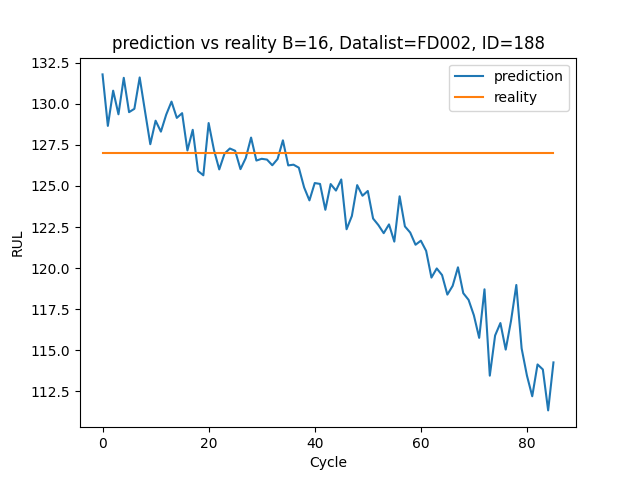 prediction vs reality B=16, Datalist=FD002, ID=188
prediction
reality
132.5
130.0
127.5
125.0
122.5
120.0
117.5
115.0
112.5
RUL
0 20 40 60 80
Cycle